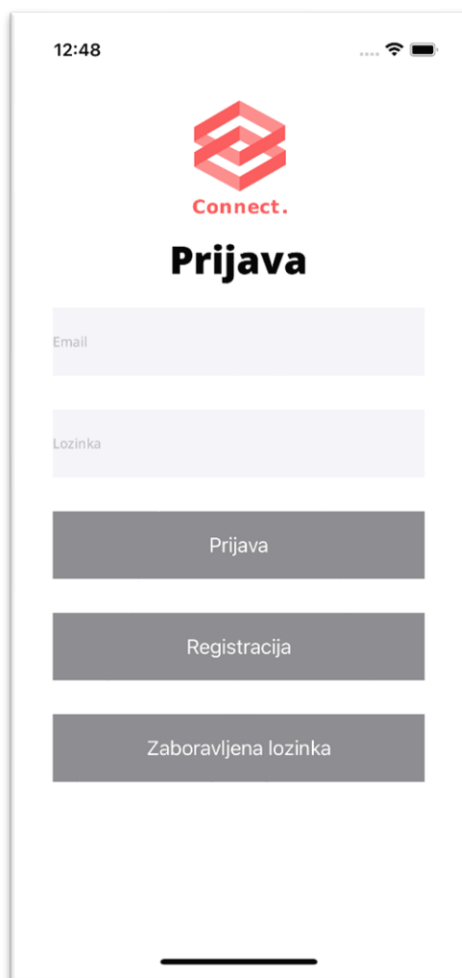 12:48
Connect.
Prijava
Email
Lozinka
Prijava
Registracija
Zaboravljena lozinka